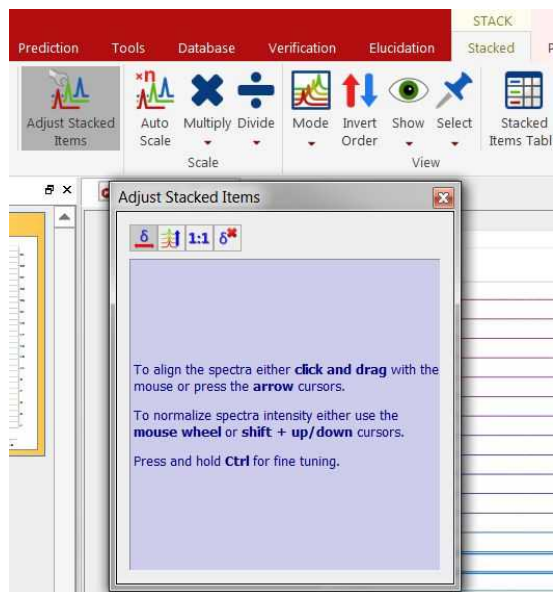 STACK
Prediction Tools Database Verification Elucidation Stacked
Adjust Stacked Items
×n
Auto Scale
Multiply
Divide
Mode
Invert Order
Show
Select
Stacked
Scale
View
Adjust Stacked Items
δ
1:1 δ
To align the spectra either click and drag with the
mouse or press the arrow cursors.
To normalize spectra intensity either use the
mouse wheel or shift + up/down cursors.
Press and hold Ctrl for fine tuning.